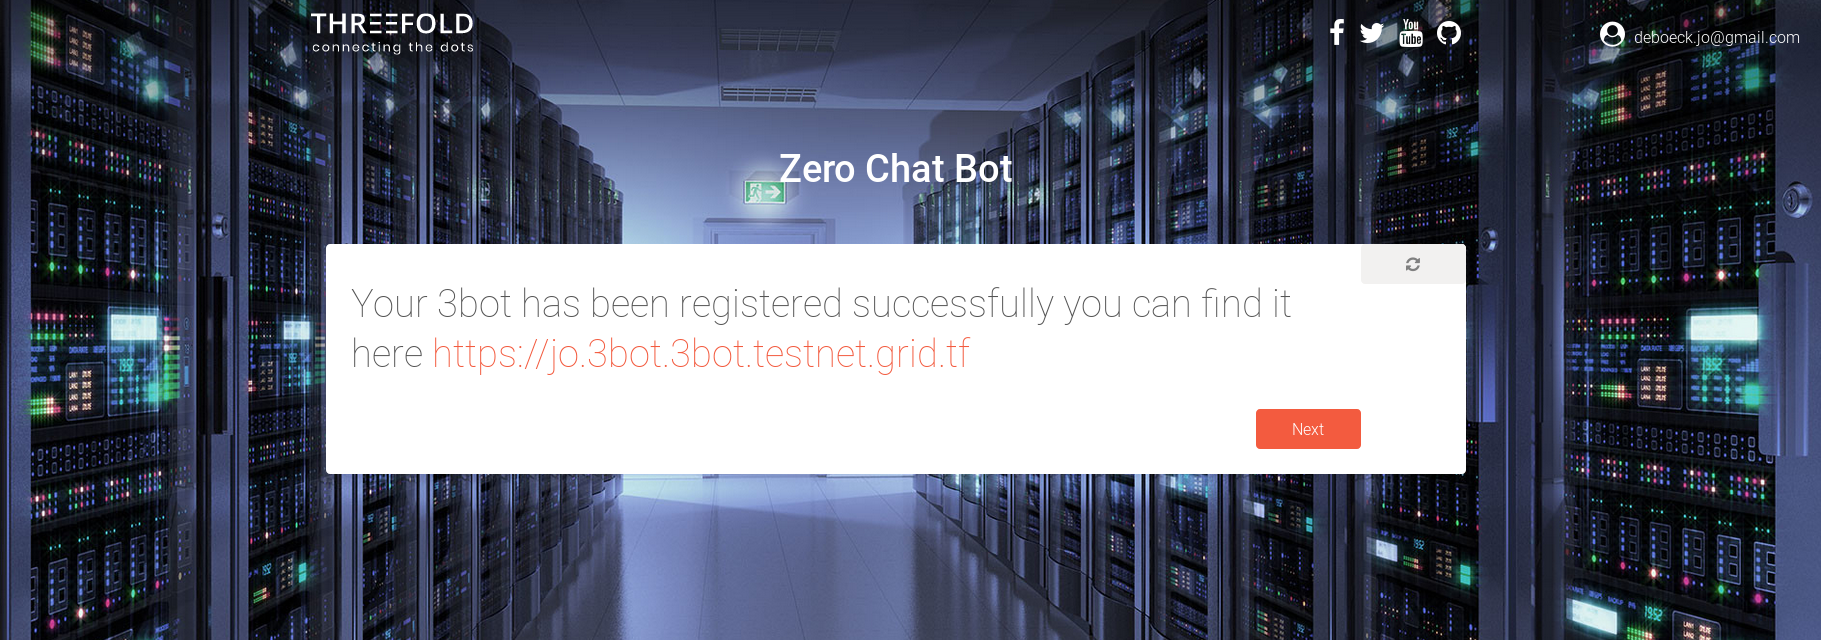 THREEFOLD
connecting the dots
You Tube
deboeck.jo@gmail.com
Zero Chat Bot
Your 3bot has been registered successfully you can find it
here https://jo.3bot.3bot.testnet.grid.tf
Next